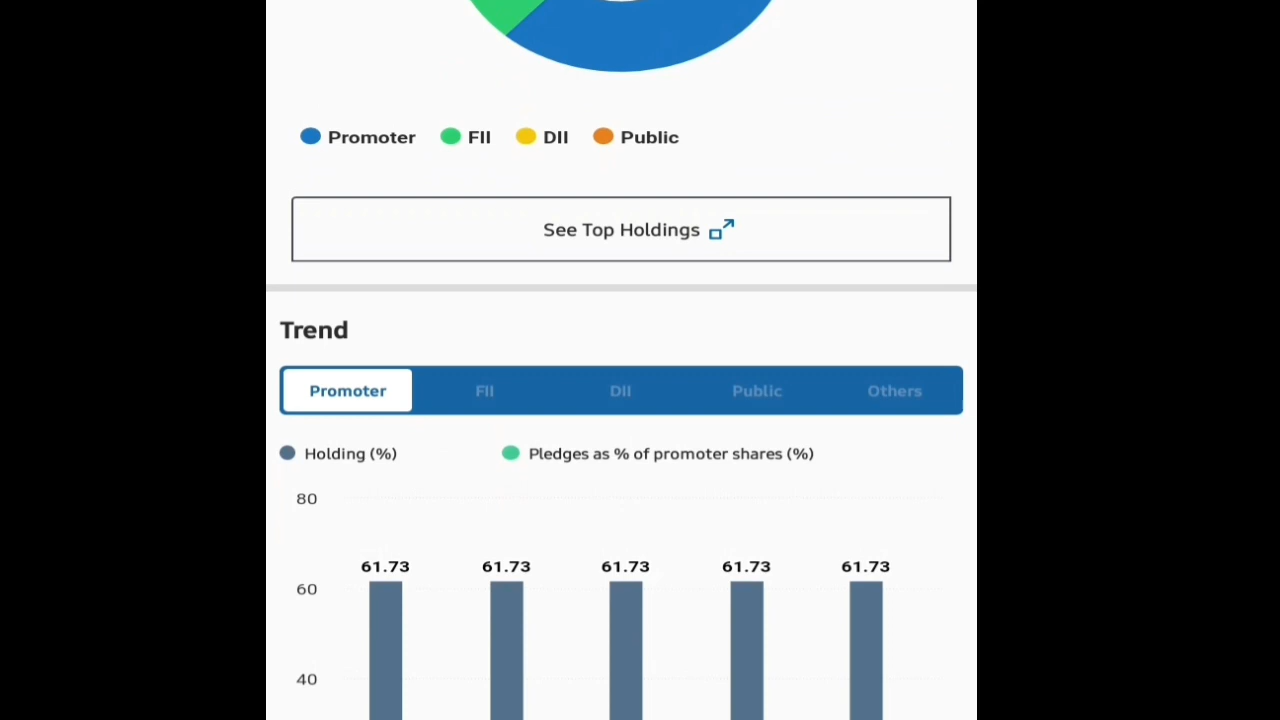 Promoter FII DII Public
See Top Holdings
Trend
Promoter FII DII Public Others
Holding (%) Pledges as % of promoter shares (%)
80
61.73 61.73 61.73 61.73 61.73
60
40